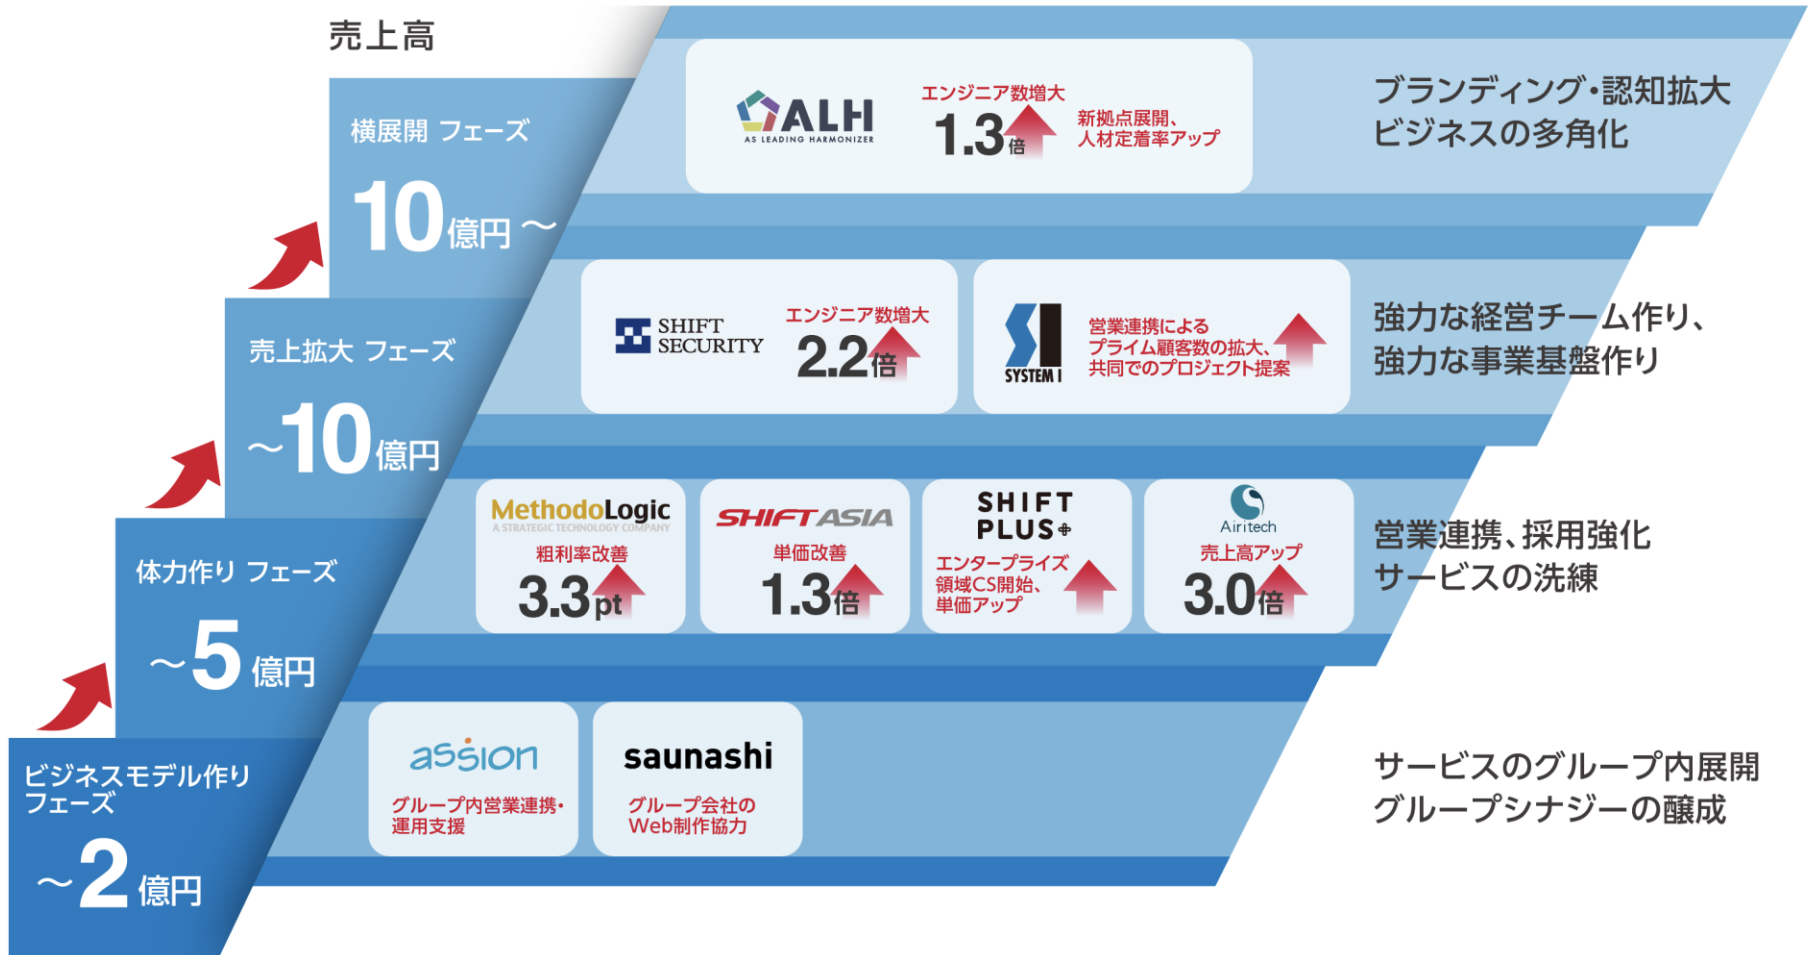 売上高
横展開 フェーズ
10億円～
ALH
AS LEADING HARMONIZER
エンジニア数増大
1.3倍
新拠点展開、
人材定着率アップ
ブランディング・認知拡大
ビジネスの多角化
売上拡大 フェーズ
～10億円
SHIFT
SECURITY
エンジニア数増大
2.2倍
SYSTEM I
営業連携による
プライム顧客数の拡大、
共同でのプロジェクト提案
強力な経営チーム作り、
強力な事業基盤作り
体力作り フェーズ
～5億円
MethodoLogic
A STRATEGIC TECHNOLOGY COMPANY
粗利率改善
3.3pt
SHIFT ASIA
単価改善
1.3倍
SHIFT
PLUS
エンタープライズ
領域CS開始、
単価アップ
Airitech
売上高アップ
3.0倍
営業連携、採用強化
サービスの洗練
ビジネスモデル作り
フェーズ
～2億円
assion
グループ内営業連携・
運用支援
saunashi
グループ会社の
Web制作協力
サービスのグループ内展開
グループシナジーの醸成